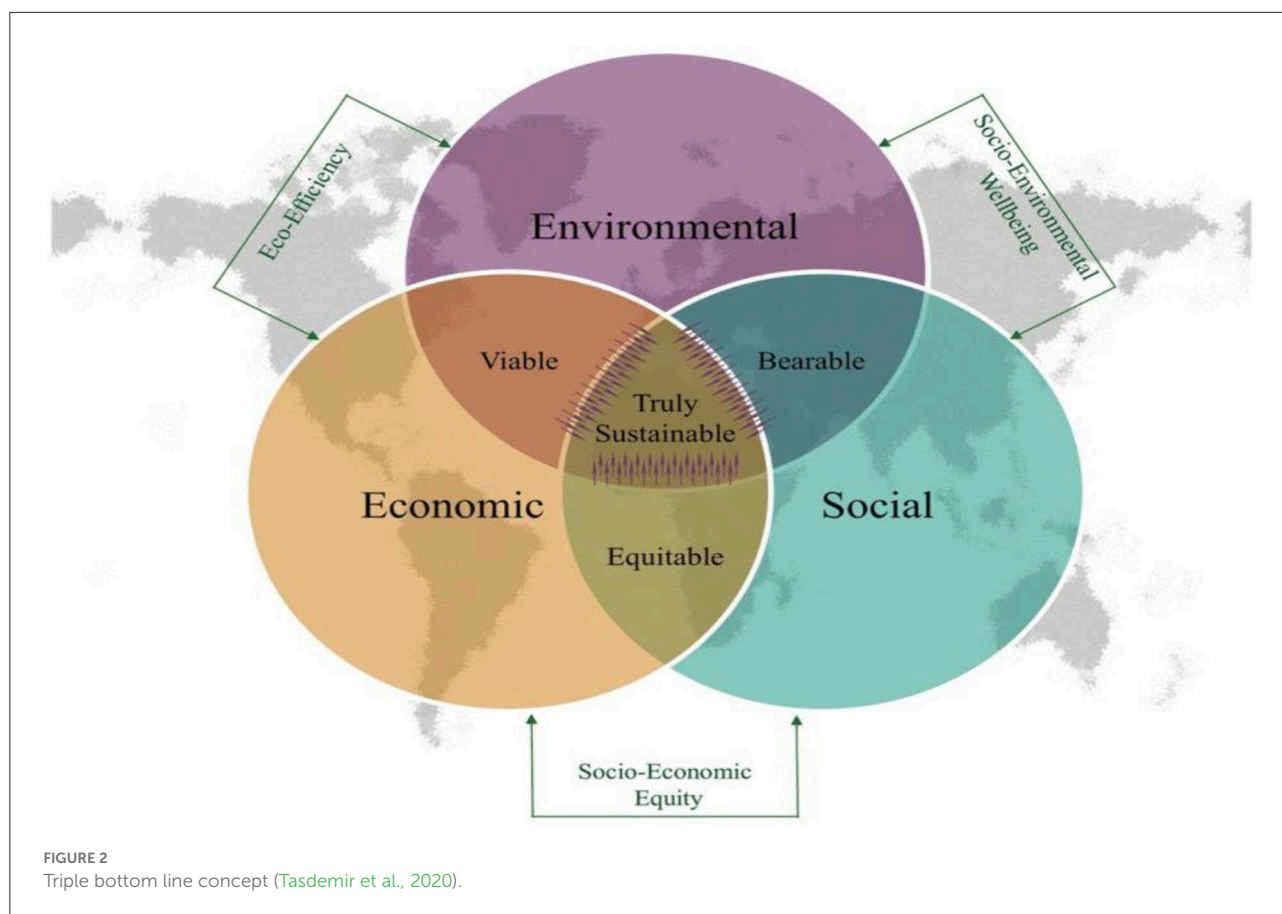 Eco-Efficiency
Socio-Environmental
Wellbeing
Environmental
Viable
Bearable
Truly
Sustainable
Economic
Social
Equitable
Socio-Economic
Equity
FIGURE 2
Triple bottom line concept (Tasdemir et al., 2020).